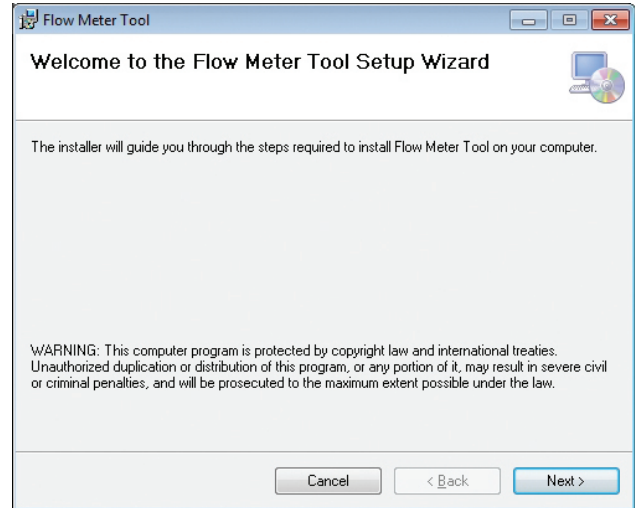 Flow Meter Tool
Welcome to the Flow Meter Tool Setup Wizard
The installer will guide you through the steps required to install Flow Meter Tool on your computer.
WARNING: This computer program is protected by copyright law and international treaties.
Unauthorized duplication or distribution of this program, or any portion of it, may result in severe civil
or criminal penalties, and will be prosecuted to the maximum extent possible under the law.
Cancel
< Back
Next >